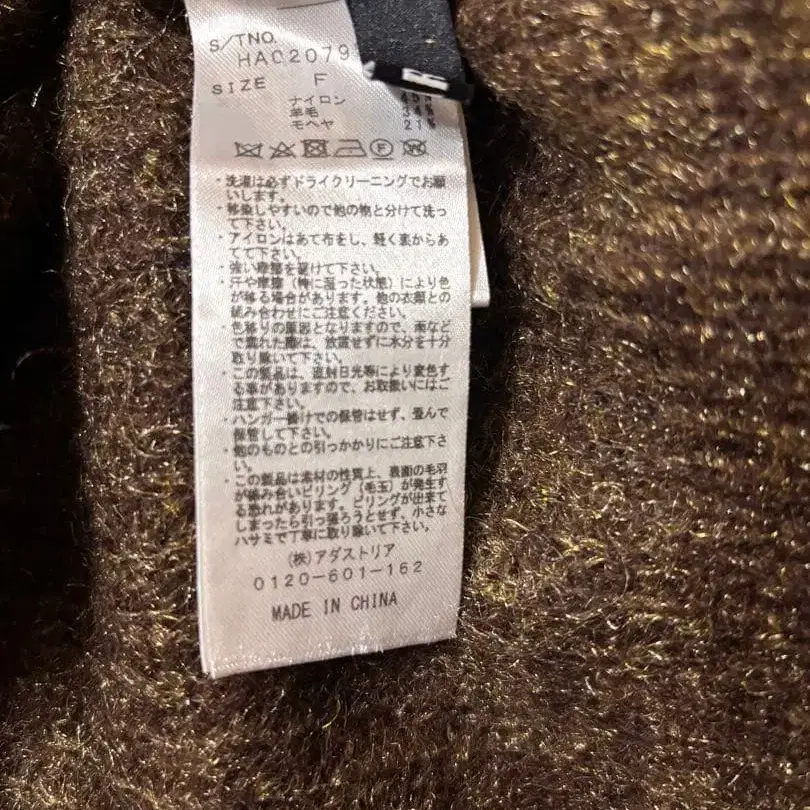 S/TNO.
HA02079
SIZE F
ナイロン 45%
羊毛 34%
モヘヤ 21%
・洗濯は必ずドライクリーニングでお願
いします。
・移染しやすいので他の物と分けて洗っ
て下さい。
・アイロンはあて布をし、軽く裏からあ
てて下さい。
・強い摩擦を避けて下さい。
・汗や摩擦(特に湿った状態)により色
が移る場合があります。他の衣類との
組み合わせにご注意ください。
・色移りの原因となりますので、雨など
で濡れた際は、放置せずに水分を十分
取り除いて下さい。
・この製品は、直射日光等により変色す
る事がありますので、お取扱いにはご
注意下さい。
・ハンガー掛けでの保管はせず、畳んで
保管して下さい。
・他のものとの引っかかりにご注意下さ
い。
・この製品は素材の性質上、表面の毛羽
が絡み合いピリング(毛玉)が発生す
る恐れがあります。ピリングが出来て
しまったら引っ張ろうとせず、小さな
ハサミで丁寧に取り除いて下さい。
(株)アダストリア
0120-601-162
MADE IN CHINA